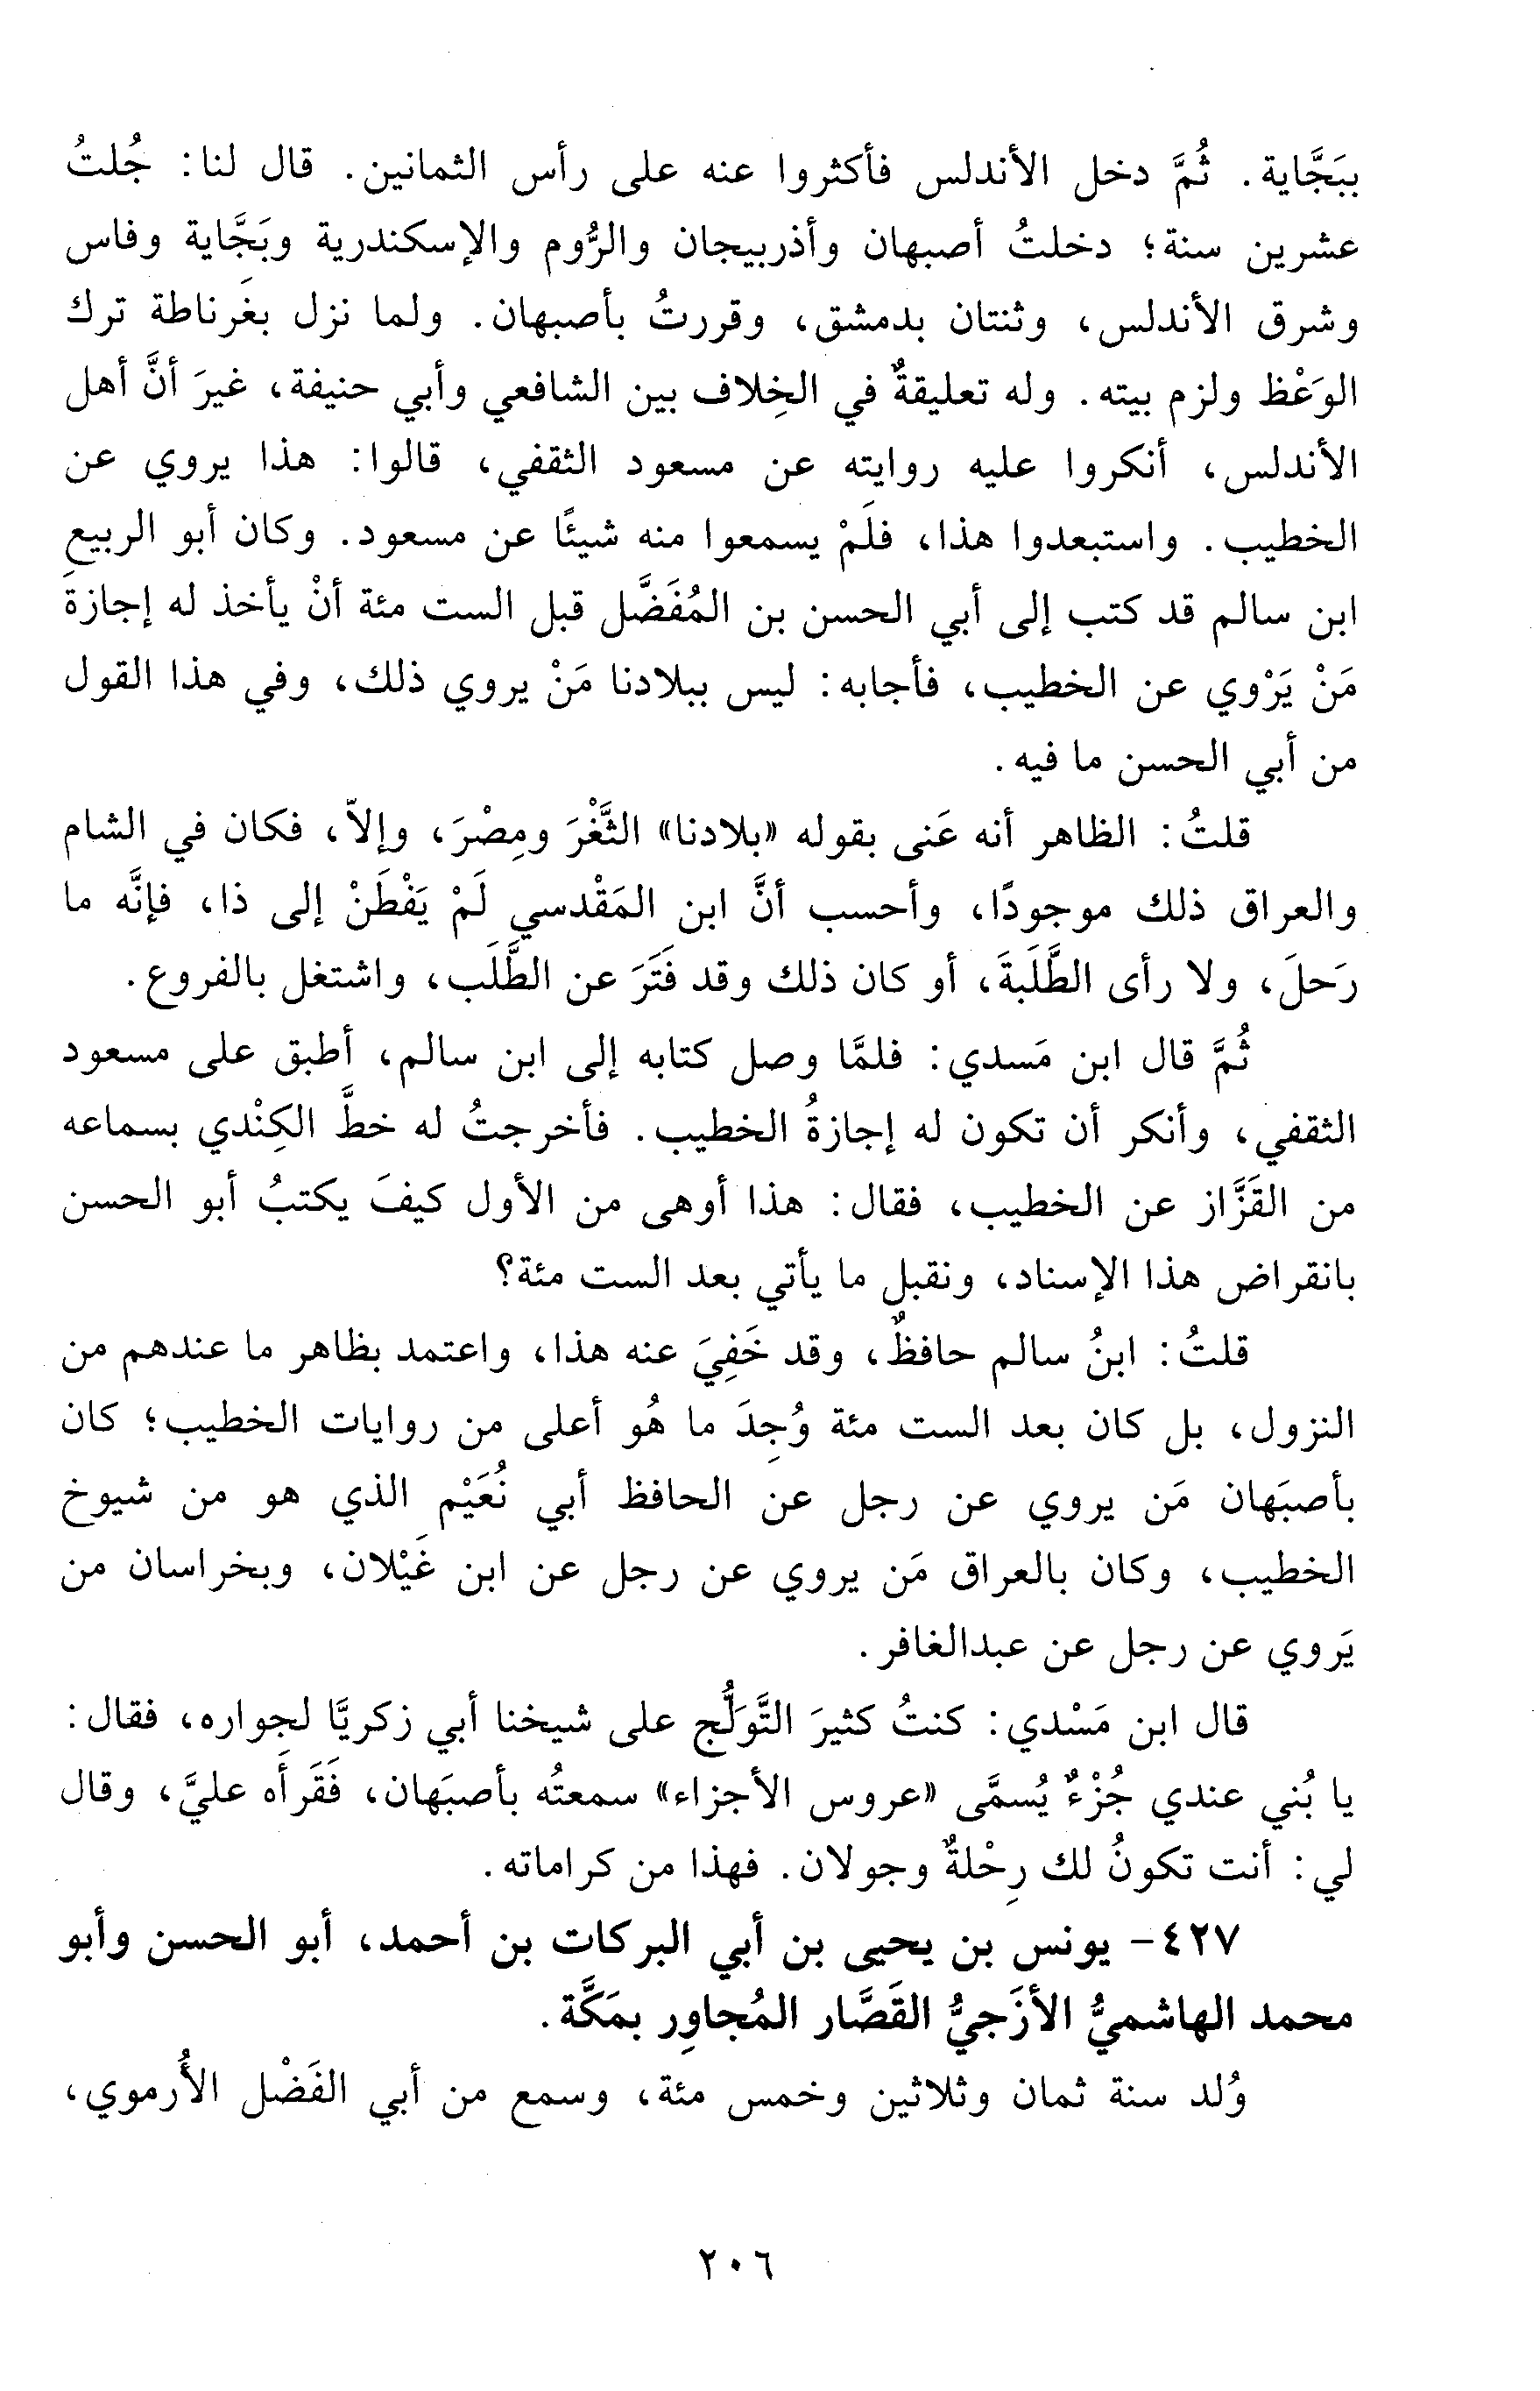 ببَجَّاية. ثُمَّ دخل الأندلس فأكثروا عنه على رأس الثمانين. قال لنا: جُلتُ
عشرين سنة؛ دخلتُ أصبهان وأذربيجان والرُّوم والإسكندرية وبَجَّاية وفاس
وشرق الأندلس، وثنتان بدمشق، وقررتُ بأصبهان. ولما نزل بغَرناطة ترك
الوَعْظ ولزم بيته. وله تعليقةٌ في الخِلاف بين الشافعي وأبي حنيفة، غيرَ أنَّ أهل
الأندلس، أنكروا عليه روايته عن مسعود الثقفي، قالوا: هذا يروي عن
الخطيب. واستبعدوا هذا، فلَمْ يسمعوا منه شيئًا عن مسعود. وكان أبو الربيعِ
ابن سالم قد كتب إلى أبي الحسن بن المُفَضَّل قبل الست مئة أنْ يأخذ له إجازةَ
مَنْ يَرْوي عن الخطيب، فأجابه: ليس ببلادنا مَنْ يروي ذلك، وفي هذا القول
من أبي الحسن ما فيه.
قلتُ: الظاهر أنه عَنى بقوله «بلادنا» الثَّغْرَ ومِصْرَ، وإلاّ، فكان في الشام
والعراق ذلك موجودًا، وأحسب أنَّ ابن المَقْدسي لَمْ يَفْطَنْ إلى ذا، فإنَّه ما
رَحلَ، ولا رأى الطَّلَبةَ، أو كان ذلك وقد فَتَرَ عن الطَّلَب، واشتغل بالفروع.
ثُمَّ قال ابن مَسدي: فلمَّا وصل كتابه إلى ابن سالم، أطبق على مسعود
الثقفي، وأنكر أن تكون له إجازةُ الخطيب. فأخرجتُ له خطَّ الكِنْدي بسماعه
من القَزَّاز عن الخطيب، فقال: هذا أوهى من الأول كيفَ يكتبُ أبو الحسن
بانقراض هذا الإسناد، ونقبل ما يأتي بعد الست مئة؟
قلتُ: ابنُ سالم حافظٌ، وقد خَفِيَ عنه هذا، واعتمد بظاهر ما عندهم من
النزول، بل كان بعد الست مئة وُجِدَ ما هُو أعلى من روايات الخطيب؛ كان
بأصبَهان مَن يروي عن رجل عن الحافظ أبي نُعَيْم الذي هو من شيوخ
الخطيب، وكان بالعراق مَن يروي عن رجل عن ابن غَيْلان، وبخراسان من
يَروي عن رجل عن عبدالغافر.
قال ابن مَسْدي: كنتُ كثيرَ التَّوَلُّج على شيخنا أبي زكريَّا لجواره، فقال:
يا بُني عندي جُزْءٌ يُسمَّى «عروس الأجزاء» سمعتُه بأصبَهان، فَقَرأَه عليَّ، وقال
لي: أنت تكونُ لك رِحْلةٌ وجولان. فهذا من كراماته.
٤٢٧- يونس بن يحيى بن أبي البركات بن أحمد، أبو الحسن وأبو
محمد الهاشميُّ الأزَجيُّ القَصَّار المُجاوِر بمَكَّة.
وُلد سنة ثمان وثلاثين وخمس مئة، وسمع من أبي الفَضْل الأُرموي،
٢٠٦